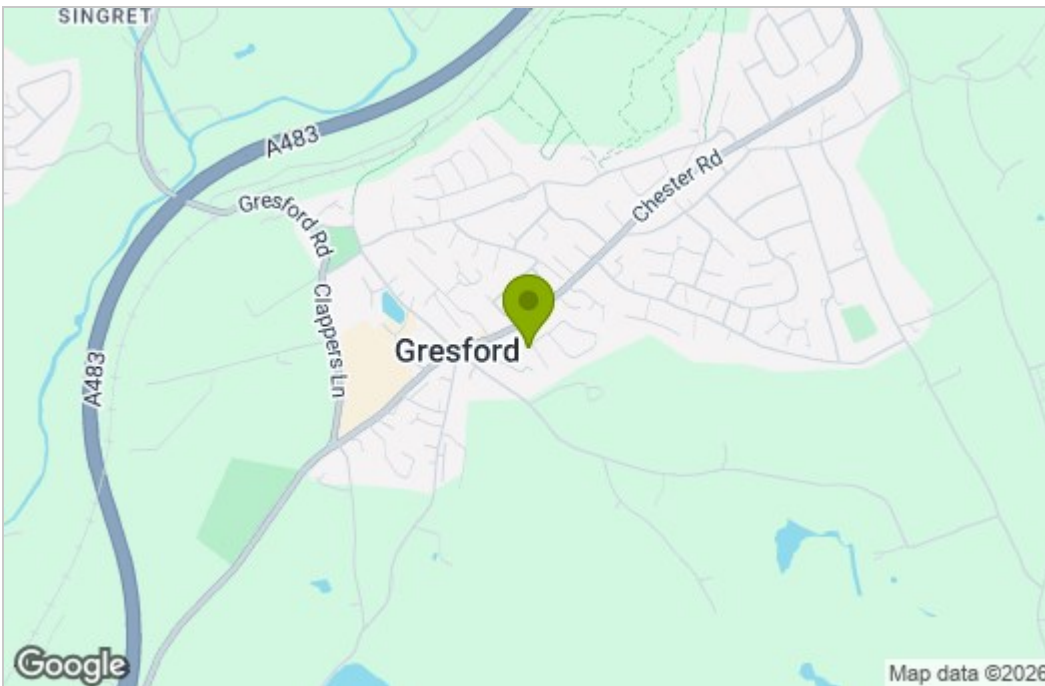 SINGRET
A483
Gresford Rd
Chester Rd
Clappers Ln
Gresford
A483
Google
Map data ©2026